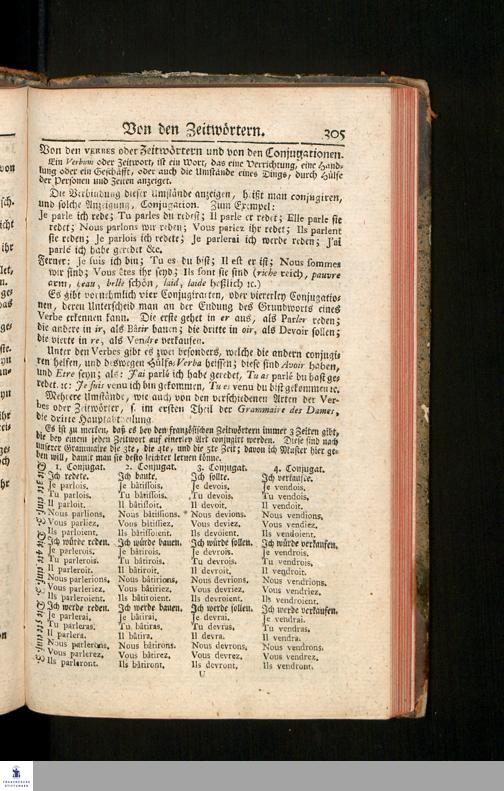 Von den Zeitwörtern. 305
Von den VERBES oder Zeitwörtern und von den Conjugationen.
Ein Verbum oder Zeitwort, ist ein Wort, das eine Verrichtung, eine Hand-
lung oder ein Geschäfft, oder auch die Umstände eines Dings, durch Hülfe
der Personen und Zeiten anzeiget.
Die Verbindung dieser Umstände anzeigen, heißt man conjugiren,
und solche Anzeigung, Conjugation. Zum Exempel:
Je parle ich rede; Tu parles du redest; Il parle er redet; Elle parle sie
redet; Nous parlons wir reden; Vous parlez ihr redet; Ils parlent
sie reden; Je parlois ich redete; Je parlerai ich werde reden; J'ai
parlé ich habe geredet &c.
Ferner: Je suis ich bin; Tu es du bist; Il est er ist; Nous sommes
wir sind; Vous êtes ihr seyd; Ils sont sie sind (riche reich, pauvre
arm, beau, belle schön, laid, laide heßlich ꝛc.)
Es gibt vornehmlich vier Conjugirarten, oder viererley Conjugatio-
nen, deren Unterscheid man an der Endung des Grundworts eines
Verbe erkennen kann. Die erste gehet in er aus, als Parler reden;
die andere in ir, als Bâtir bauen; die dritte in oir, als Devoir sollen;
die vierte in re, als Vendre verkaufen.
Unter den Verbes gibt es zwei besonders, welche die andern conjugi-
ren helfen, und deswegen Hülfs-Verba heissen; diese sind Avoir haben,
und Etre seyn; als: J'ai parlé ich habe geredet, Tu as parlé du hast ge-
redet. ꝛc: Je suis venu ich bin gekommen, Tu es venu du bist gekommen ꝛc.
Mehrere Umstände, wie auch von den verschiedenen Arten der Ver-
bes oder Zeitwörter, s. im ersten Theil der Grammaire des Dames,
die dritte Hauptabtheilung.
Es ist zu merken, daß es bey den französischen Zeitwörtern immer 3 Zeiten gibt,
die bey einem jeden Zeitwort auf einerley Art conjugirt werden. Diese sind nach
unserer Grammaire die 3te, die 4te, und die 5te Zeit; davon ich Muster hier ge-
ben will, damit man sie desto leichter lernen könne.
1. Conjugat. 2. Conjugat. 3. Conjugat. 4. Conjugat.
Ich redete. Ich baute. Ich sollte. Ich verkaufte.
Je parlois. Je bâtissois. Je devois. Je vendois,
Tu parlois. Tu bâtissois. Tu devois. Tu vendois,
Il parloit. Il bâtissoit. Il devoit. Il vendoit.
Nous parlions. Nous bâtissions. * Nous devions. Nous vendions,
Vous parliez. Vous bâtissiez. Vous deviez. Vous vendiez,
Ils parloient. Ils bâtissoient. Ils devoient. Ils vendoient.
Ich würde reden. Ich würde bauen. Ich würde sollen. Ich würde verkaufen.
Je parlerois. Je bâtirois. Je devrois. Je vendrois,
Tu parlerois. Tu bâtirois. Tu devrois. Tu vendrois,
Il parleroit. Il bâtiroit. Il devroit. Il vendroit.
Nous parlerions. Nous bâtirions. Nous devrions. Nous vendrions,
Vous parleriez. Vous bâtiriez. Vous devriez. Vous vendriez,
Ils parleroient. Ils bâtiroient. Ils devroient. Ils vendroient.
Ich werde reden. Ich werde bauen. Ich werde sollen. Ich werde verkaufen.
Je parlerai, Je bâtirai, Je devrai. Je vendrai.
Tu parleras. Tu bâtiras. Tu devras. Tu vendras,
Il parlera. Il bâtira. Il devra. Il vendra.
Nous parlerons, Nous bâtirons. Nous devrons. Nous vendrons,
Vous parlerez, Vous bâtirez. Vous devrez. Vous vendrez,
Ils parleront. Ils bâtiront, Ils devront, Ils vendront.
U
FRANCKESCHE
STIFTUNGEN